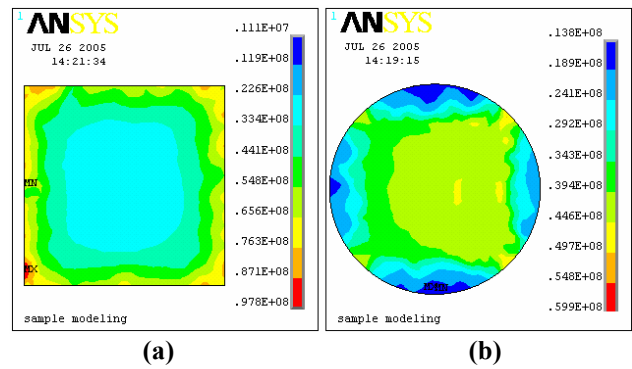 1
ANSYS
JUL 26 2005
14:21:34
.111E+07
.119E+08
.226E+08
.334E+08
.441E+08
.548E+08
.656E+08
.763E+08
.871E+08
.978E+08
MN
MX
sample modeling
(a)
1
ANSYS
JUL 26 2005
14:19:15
.138E+08
.189E+08
.241E+08
.292E+08
.343E+08
.394E+08
.446E+08
.497E+08
.548E+08
.599E+08
sample modeling
(b)